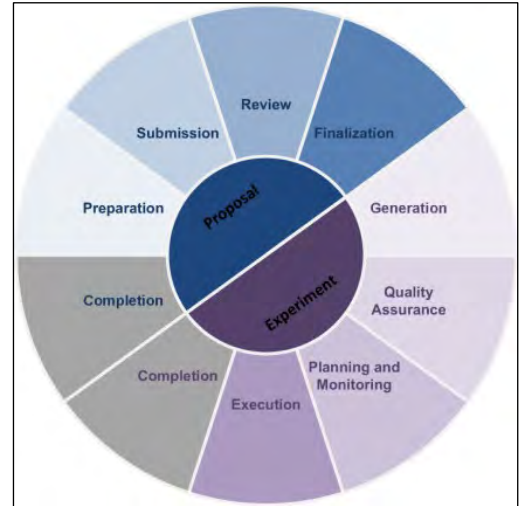 Review
Submission
Finalization
Preparation
Proposal
Generation
Completion
Experiment
Quality
Assurance
Completion
Planning and
Monitoring
Execution